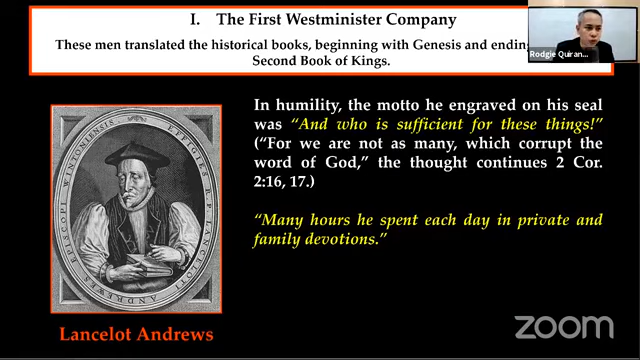 I. The First Westminister Company
These men translated the historical books, beginning with Genesis and ending
Second Book of Kings.
Rodgie Quiran...
In humility, the motto he engraved on his seal
was “And who is sufficient for these things!”
(“For we are not as many, which corrupt the
word of God,” the thought continues 2 Cor.
2:16, 17.)
“Many hours he spent each day in private and
family devotions.”
Lancelot Andrews
zoom